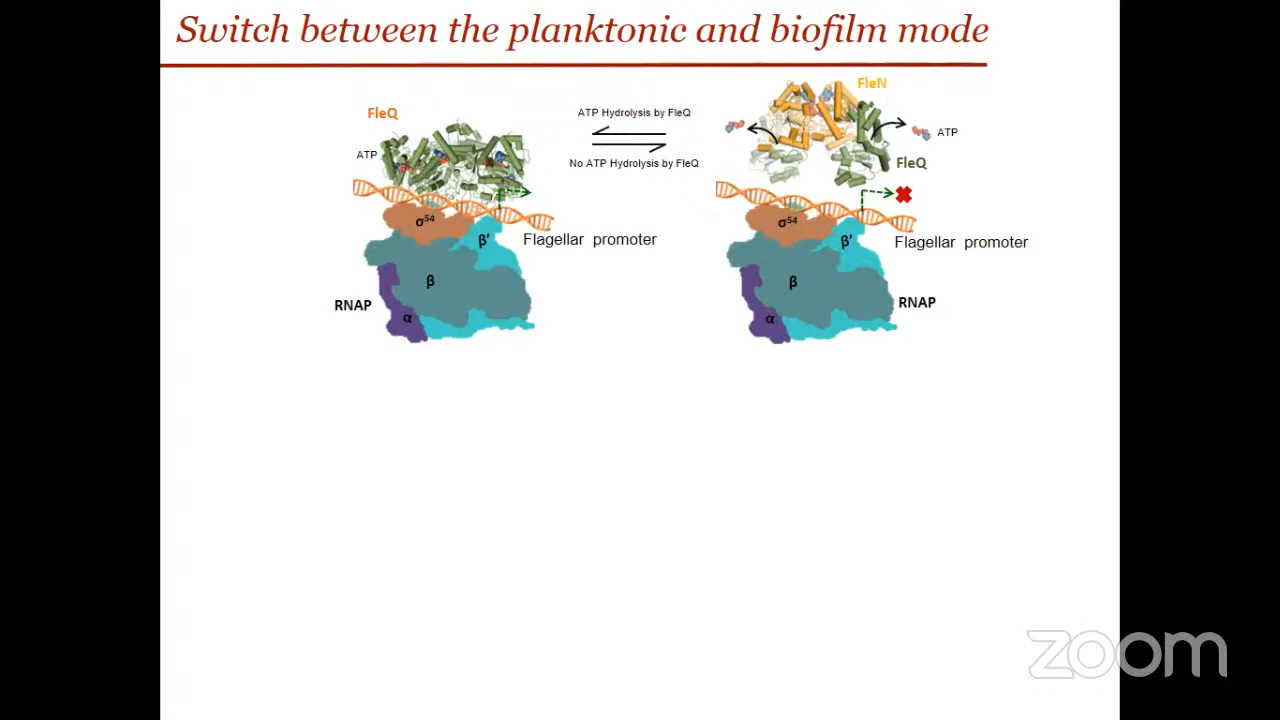 Switch between the planktonic and biofilm mode
FleQ
ATP
σ54
β’
β
α
RNAP
Flagellar promoter
ATP Hydrolysis by FleQ
No ATP Hydrolysis by FleQ
FleN
ATP
FleQ
σ54
β’
β
α
RNAP
Flagellar promoter
zoom